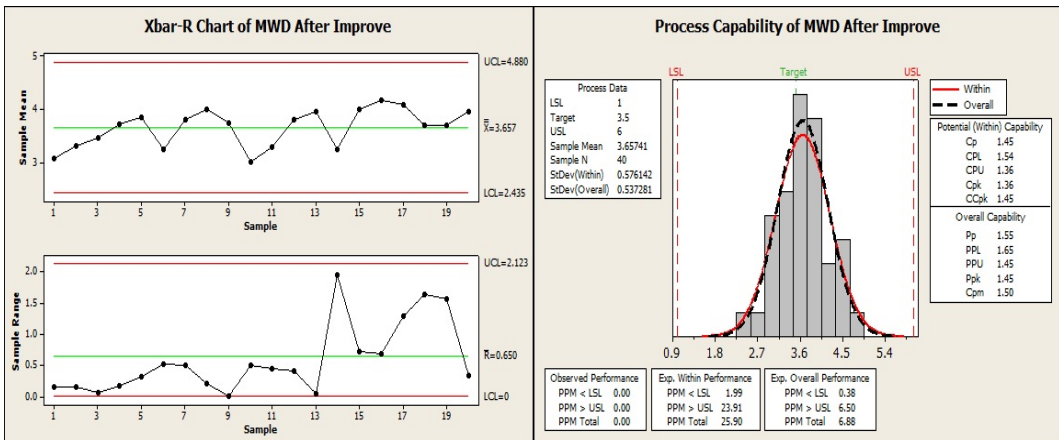 Xbar-R Chart of MWD After Improve
5
4
3
Sample Mean
UCL=4.880
X=3.657
LCL=2.435
1 3 5 7 9 11 13 15 17 19
Sample
2.0
1.5
1.0
0.5
0.0
Sample Range
UCL=2.123
R=0.650
LCL=0
1 3 5 7 9 11 13 15 17 19
Sample
Process Capability of MWD After Improve
LSL Target USL
Process Data
LSL 1
Target 3.5
USL 6
Sample Mean 3.65741
Sample N 40
StDev(Within) 0.576142
StDev(Overall) 0.537281
Within
Overall
Potential (Within) Capability
Cp 1.45
CPL 1.54
CPU 1.36
Cpk 1.36
CCpk 1.45
Overall Capability
Pp 1.55
PPL 1.65
PPU 1.45
Ppk 1.45
Cpm 1.50
0.9 1.8 2.7 3.6 4.5 5.4
Observed Performance
PPM < LSL 0.00
PPM > USL 0.00
PPM Total 0.00
Exp. Within Performance
PPM < LSL 1.99
PPM > USL 23.91
PPM Total 25.90
Exp. Overall Performance
PPM < LSL 0.38
PPM > USL 6.50
PPM Total 6.88